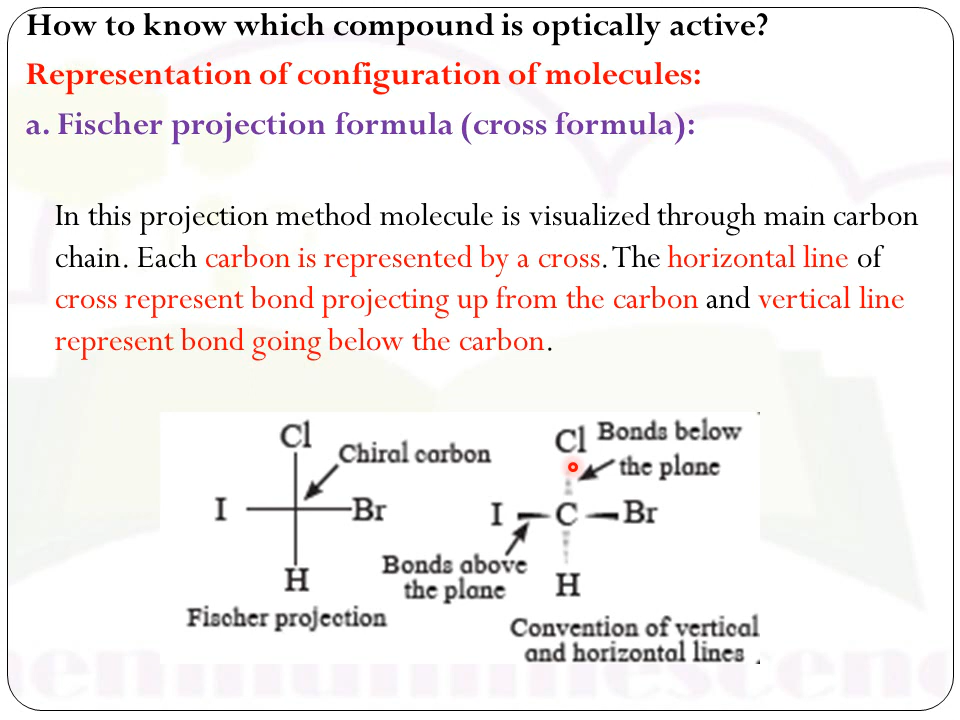 How to know which compound is optically active?
Representation of configuration of molecules:
a. Fischer projection formula (cross formula):
In this projection method molecule is visualized through main carbon
chain. Each carbon is represented by a cross. The horizontal line of
cross represent bond projecting up from the carbon and vertical line
represent bond going below the carbon.
Cl
Chiral carbon
I
Br
H
Fischer projection
Cl
Bonds below
the plane
I
C
Br
Bonds above
the plane
H
Convention of vertical
and horizontal lines